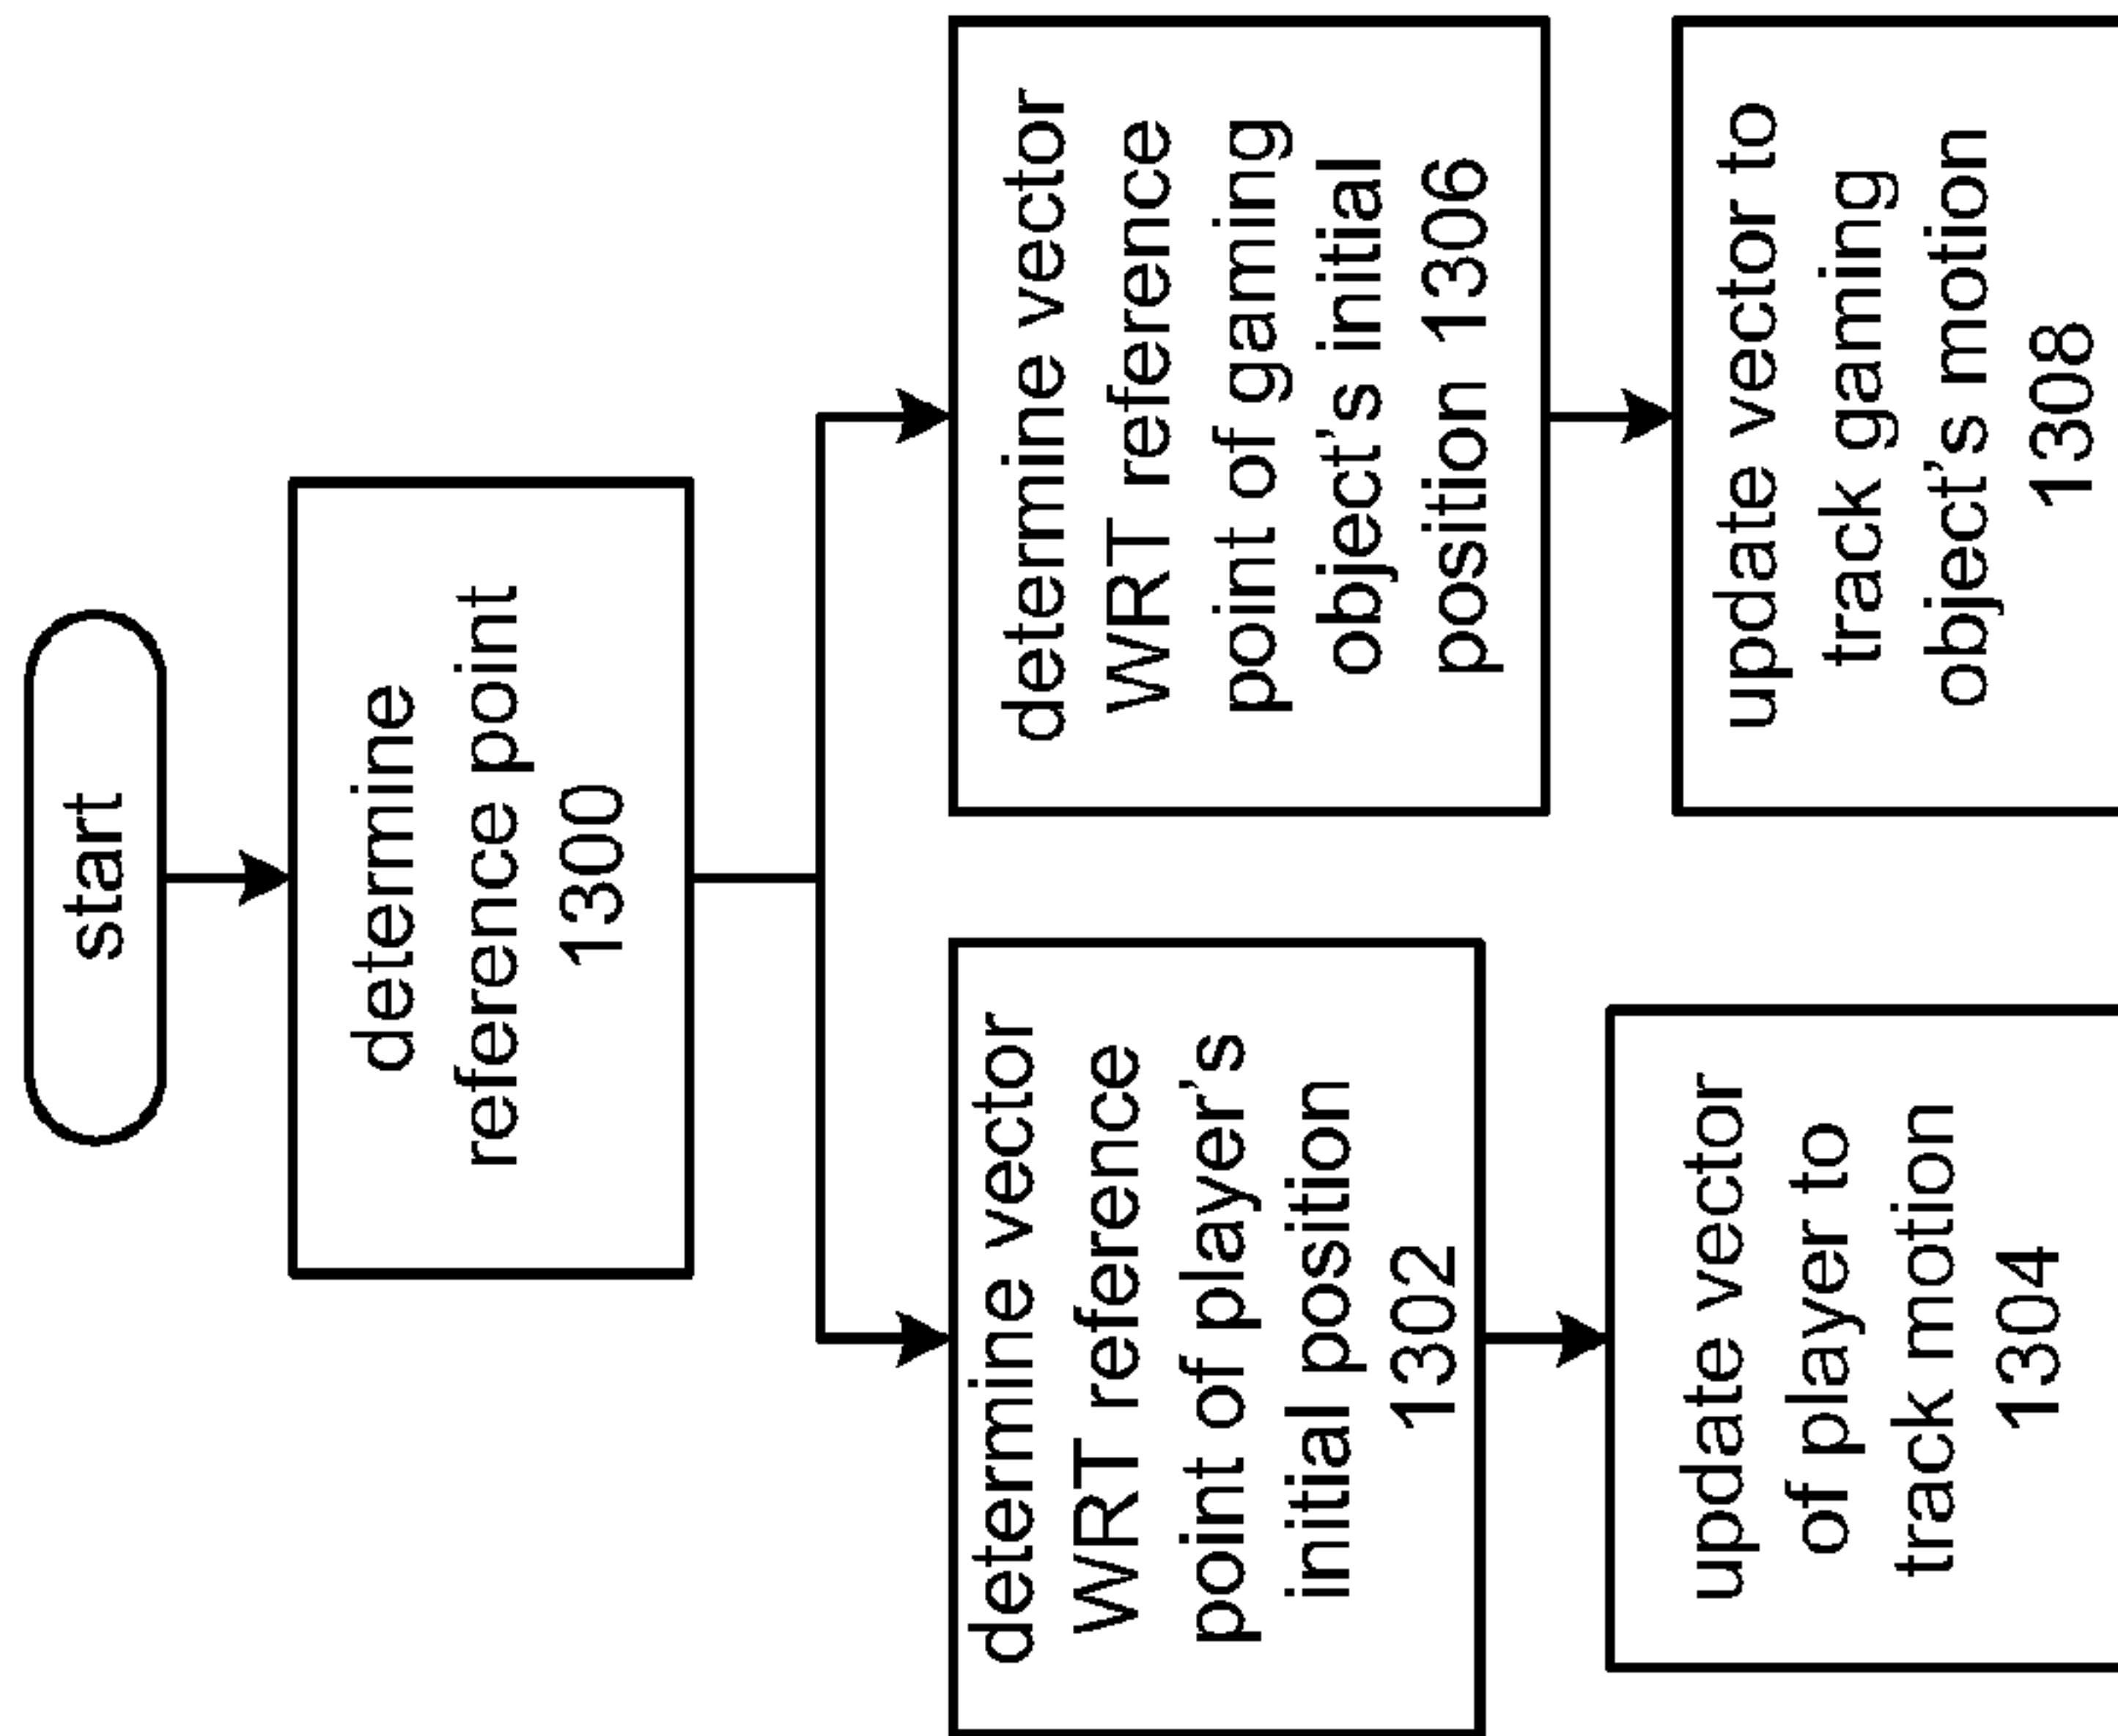 start
determine
reference point
1300
determine vector
WRT reference
point of player's
initial position
1302
update vector
of player to
track motion
1304
determine vector
WRT reference
point of gaming
object's initial
position 1306
update vector to
track gaming
object's motion
1308